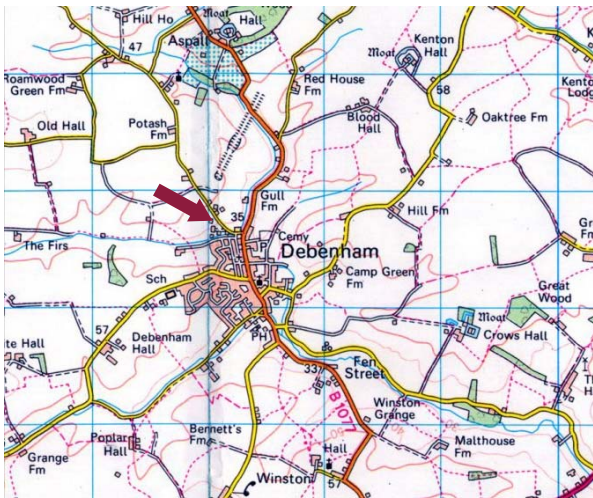 Hill Ho
Moat
Hall
47
Aspall
Kenton
Hall
Moat
Roamwood
Green Fm
Red House
Fm
58
Kento
Lodg
Old Hall
Potash
Fm
Blood
Hall
Oaktree Fm
Gull
Fm
35
Hill Fm
The Firs
P
Cemy
Debenham
Sch
Camp Green
Fm
Great
Wood
57
Moat
Crows Hall
Debenham
Hall
PH
Fen
Street
33
B1077
Winston
Grange
Poplar
Hall
Bennett's
Fm
Malthouse
Fm
Grange
Fm
Hall
Winston
57